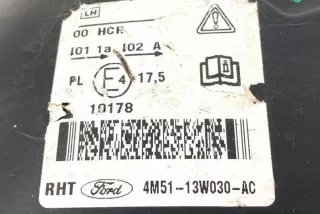 LH
00 HCR
I01 1a I02 A
PL E4 17,5
19178
RHT Ford 4M51-13W030-AC